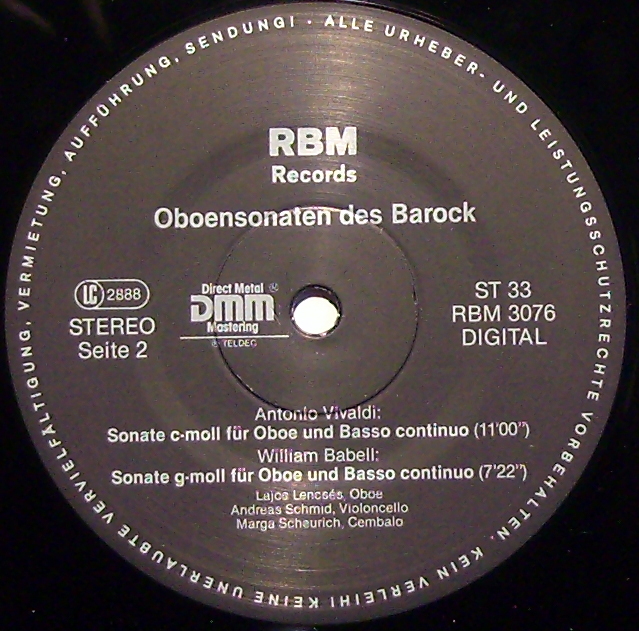 ALLE URHEBER- UND LEISTUNGSSCHUTZRECHTE VORBEHALTEN. KEIN VERLEIH! KEINE UNERLAUBTE VERVIELFÄLTIGUNG, VERMIETUNG, AUFFÜHRUNG, SENDUNG! ·
RBM
Records
Oboensonaten des Barock
LC 2888
STEREO
Seite 2
Direct Metal
DMM
Mastering
® TELDEC
ST 33
RBM 3076
DIGITAL
Antonio Vivaldi:
Sonate c-moll für Oboe und Basso continuo (11'00")
William Babell:
Sonate g-moll für Oboe und Basso continuo (7'22")
Lajos Lencsés, Oboe
Andreas Schmid, Violoncello
Marga Scheurich, Cembalo